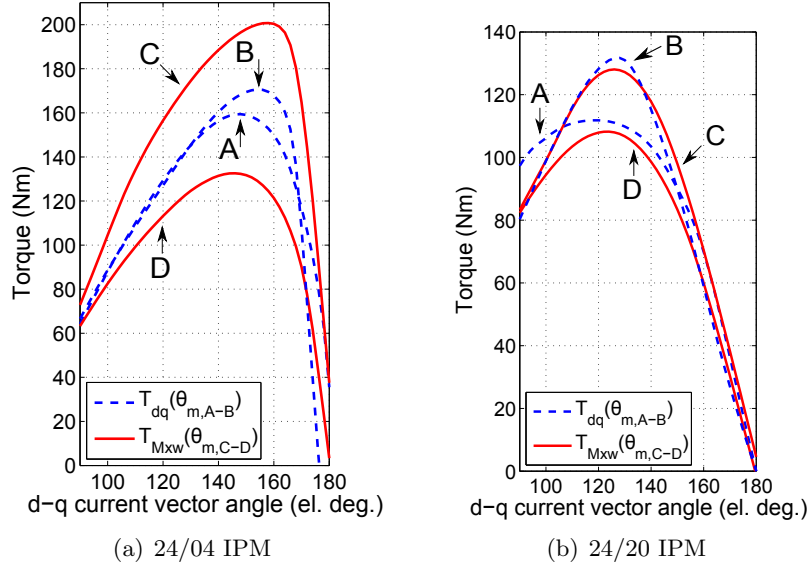 200
180
160
140
120
100
80
60
40
20
0
Torque (Nm)
C
B
A
D
T_dq(θ_m,A−B)
T_Mxw(θ_m,C−D)
100 120 140 160 180
d−q current vector angle (el. deg.)
(a) 24/04 IPM
140
120
100
80
60
40
20
0
Torque (Nm)
B
A
C
D
T_dq(θ_m,A−B)
T_Mxw(θ_m,C−D)
100 120 140 160 180
d−q current vector angle (el. deg.)
(b) 24/20 IPM